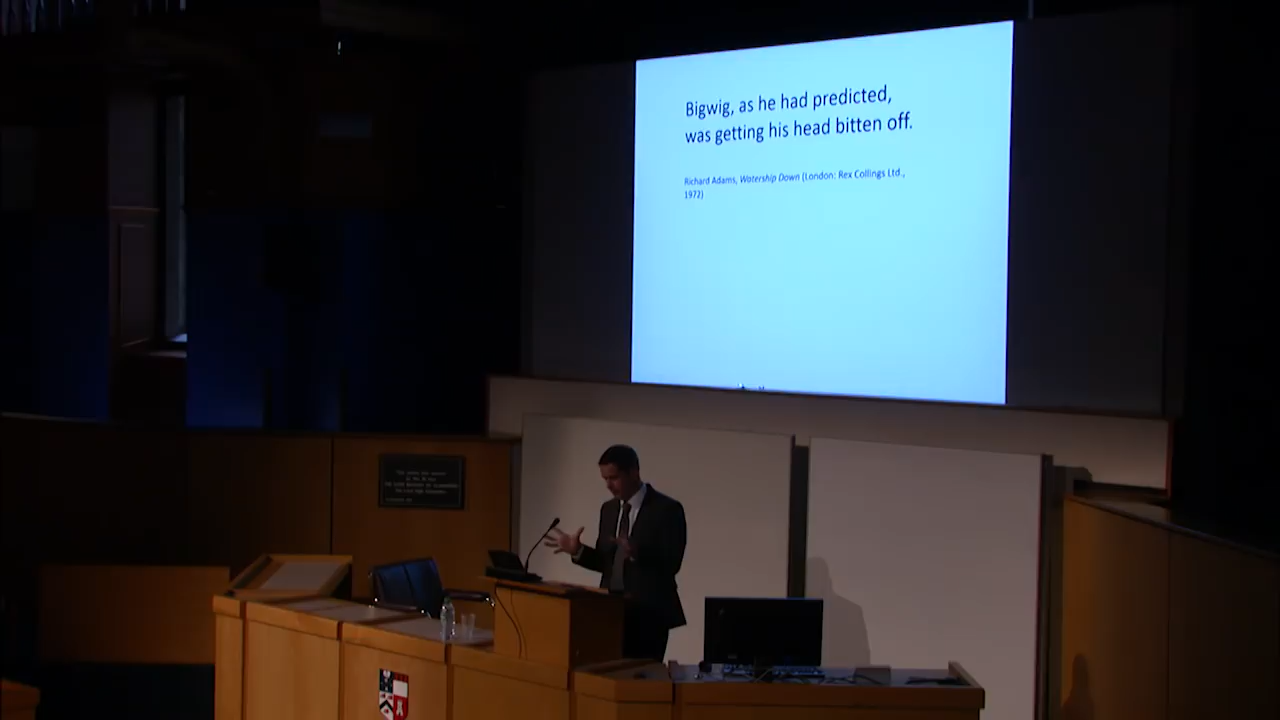 Bigwig, as he had predicted,
was getting his head bitten off.
Richard Adams, Watership Down (London: Rex Collings Ltd.,
1972)